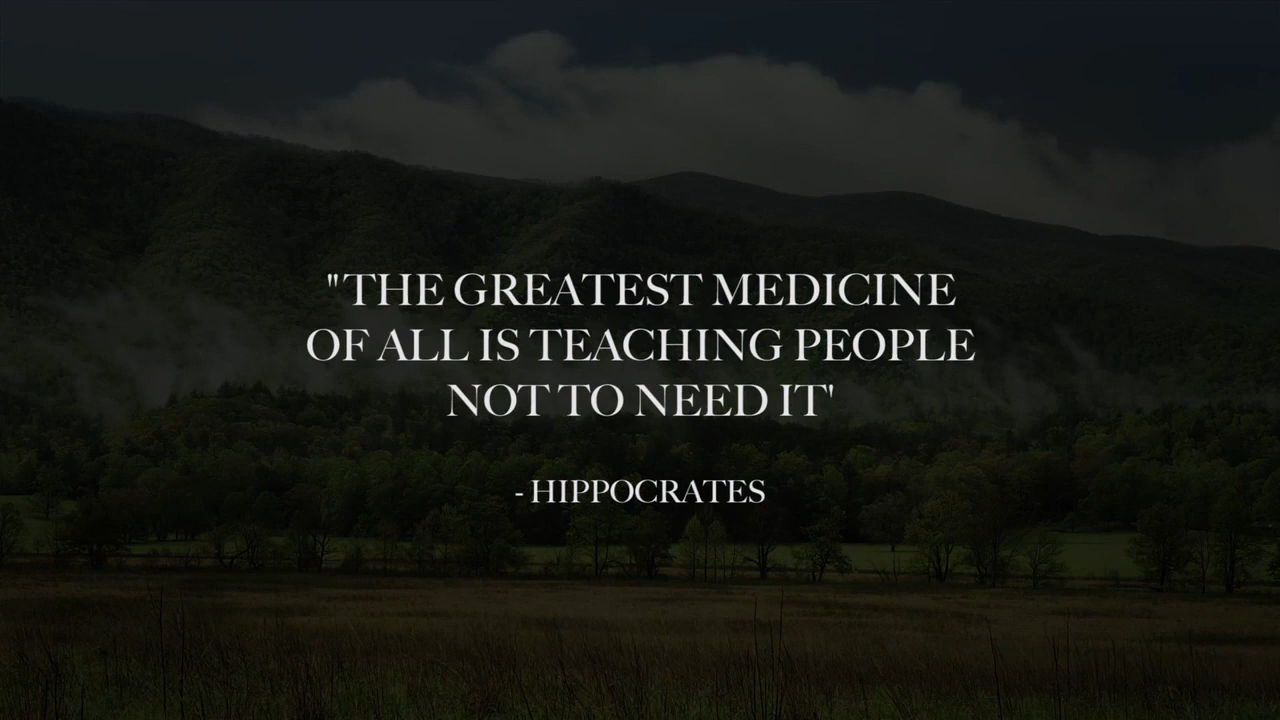 "THE GREATEST MEDICINE
OF ALL IS TEACHING PEOPLE
NOT TO NEED IT'
- HIPPOCRATES